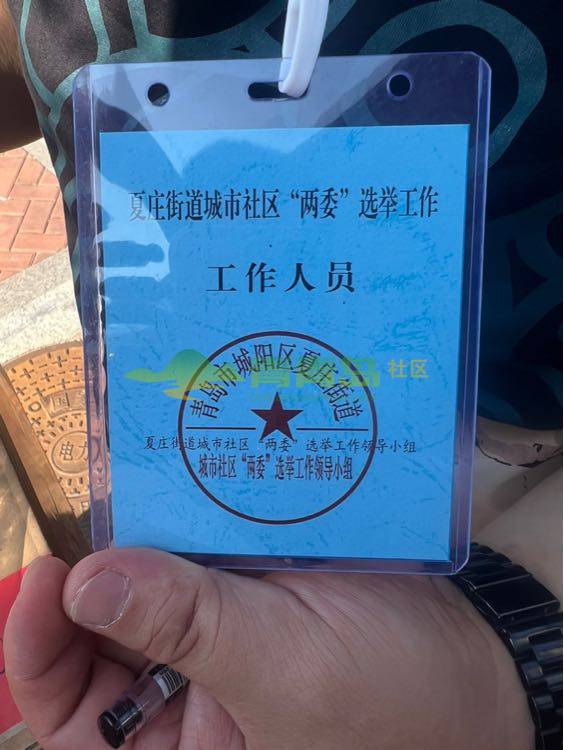 夏庄街道城市社区“两委”选举工作
工作人员
青岛市城阳区夏庄街道
夏庄街道城市社区“两委”选举工作领导小组
城市社区“两委”选举工作领导小组
青青岛社区
电力